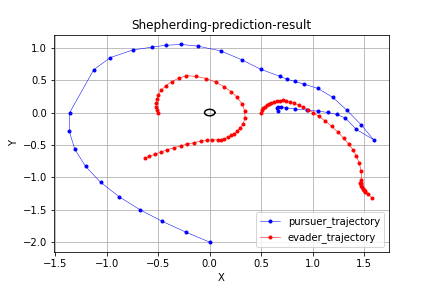 Shepherding-prediction-result
Y
1.0
0.5
0.0
−0.5
−1.0
−1.5
−2.0
pursuer_trajectory
evader_trajectory
−1.5 −1.0 −0.5 0.0 0.5 1.0 1.5
X